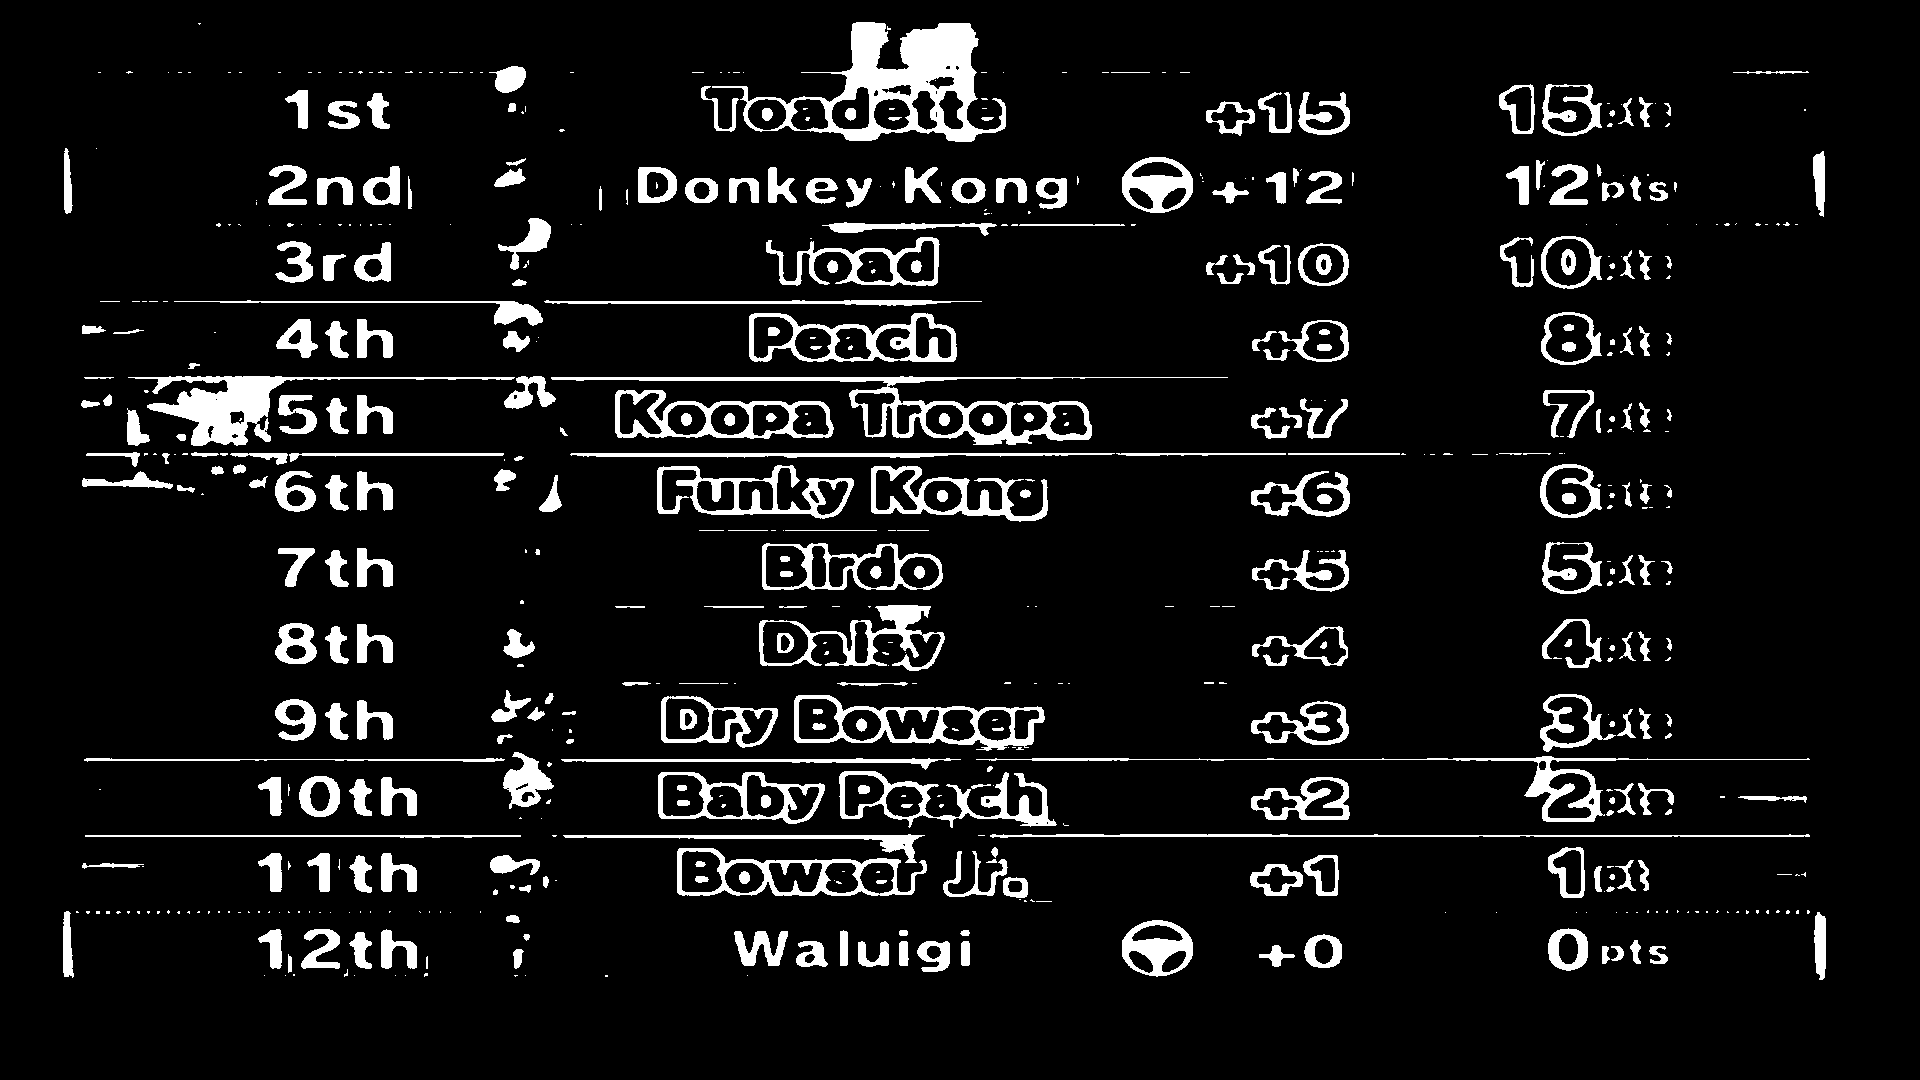 1st Toadette +15 15pts
2nd Donkey Kong +12 12pts
3rd Toad +10 10pts
4th Peach +8 8pts
5th Koopa Troopa +7 7pts
6th Funky Kong +6 6pts
7th Birdo +5 5pts
8th Daisy +4 4pts
9th Dry Bowser +3 3pts
10th Baby Peach +2 2pts
11th Bowser Jr. +1 1pt
12th Waluigi +0 0pts